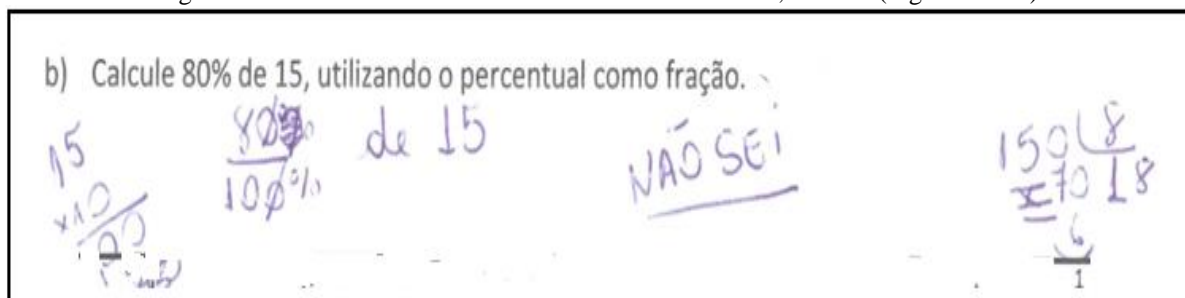 b) Calcule 80% de 15, utilizando o percentual como fração.
15
x10
80%
100%
de 15
NÃO SEI
150 8
70 18
6
1